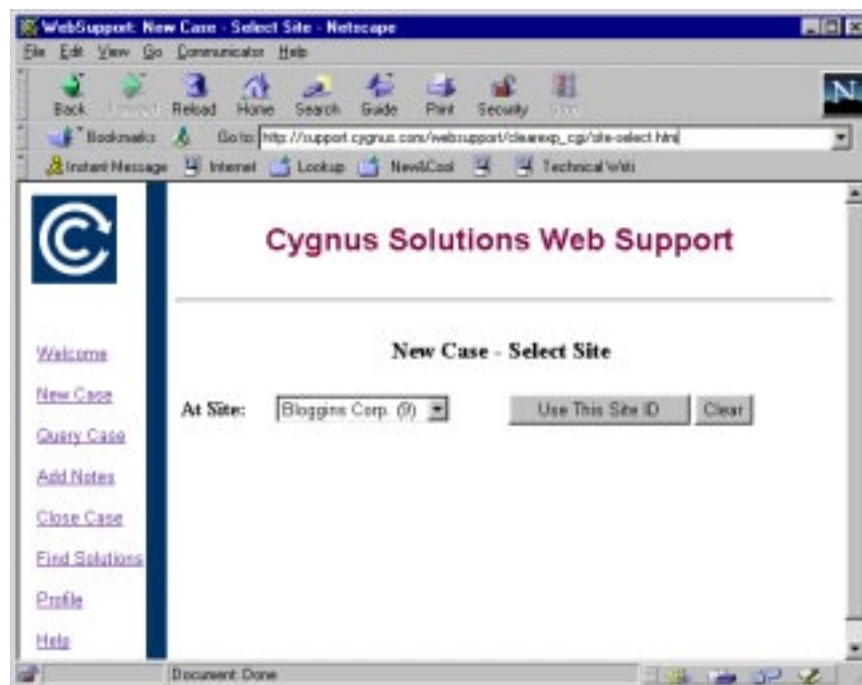 WebSupport: New Case - Select Site - Netscape
File Edit View Go Communicator Help
Back Reload Home Search Guide Print Security
Bookmarks Go to: http://support.cygnus.com/websupport/clearexp_cgi/site-select.htm
Instant Message Internet Lookup New&Cool
N
C
Cygnus Solutions Web Support
New Case - Select Site
At Site: Bloggins Corp. (9) Use This Site ID Clear
Welcome
New Case
Query Case
Add Notes
Close Case
Find Solutions
Profile
Help
Document: Done